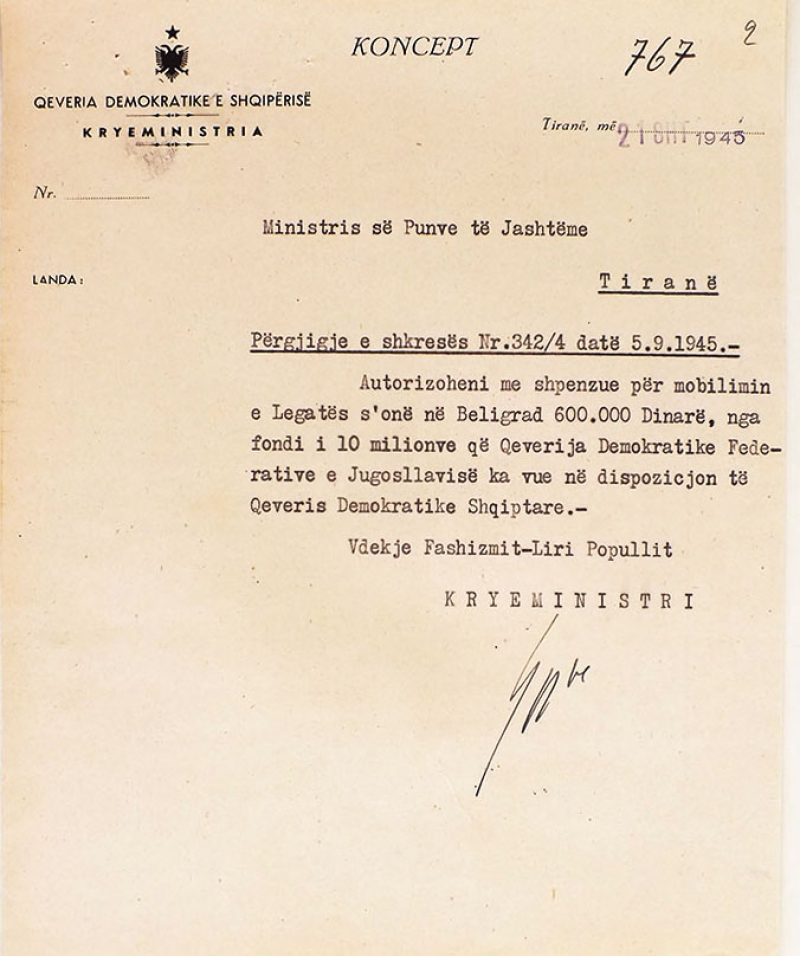 KONCEPT
767
2
QEVERIA DEMOKRATIKE E SHQIPËRISË
KRYEMINISTRIA
Tiranë, më 21 SHT 1945
Nr.
Ministris së Punve të Jashtëme
LANDA:
Tiranë
Përgjigje e shkresës Nr.342/4 datë 5.9.1945.-
Autorizoheni me shpenzue për mobilimin
e Legatës s'onë në Beligrad 600.000 Dinarë, nga
fondi i 10 milionve që Qeverija Demokratike Fede-
rative e Jugosllavisë ka vue në dispozicjon të
Qeveris Demokratike Shqiptare.-
Vdekje Fashizmit-Liri Popullit
KRYEMINISTRI